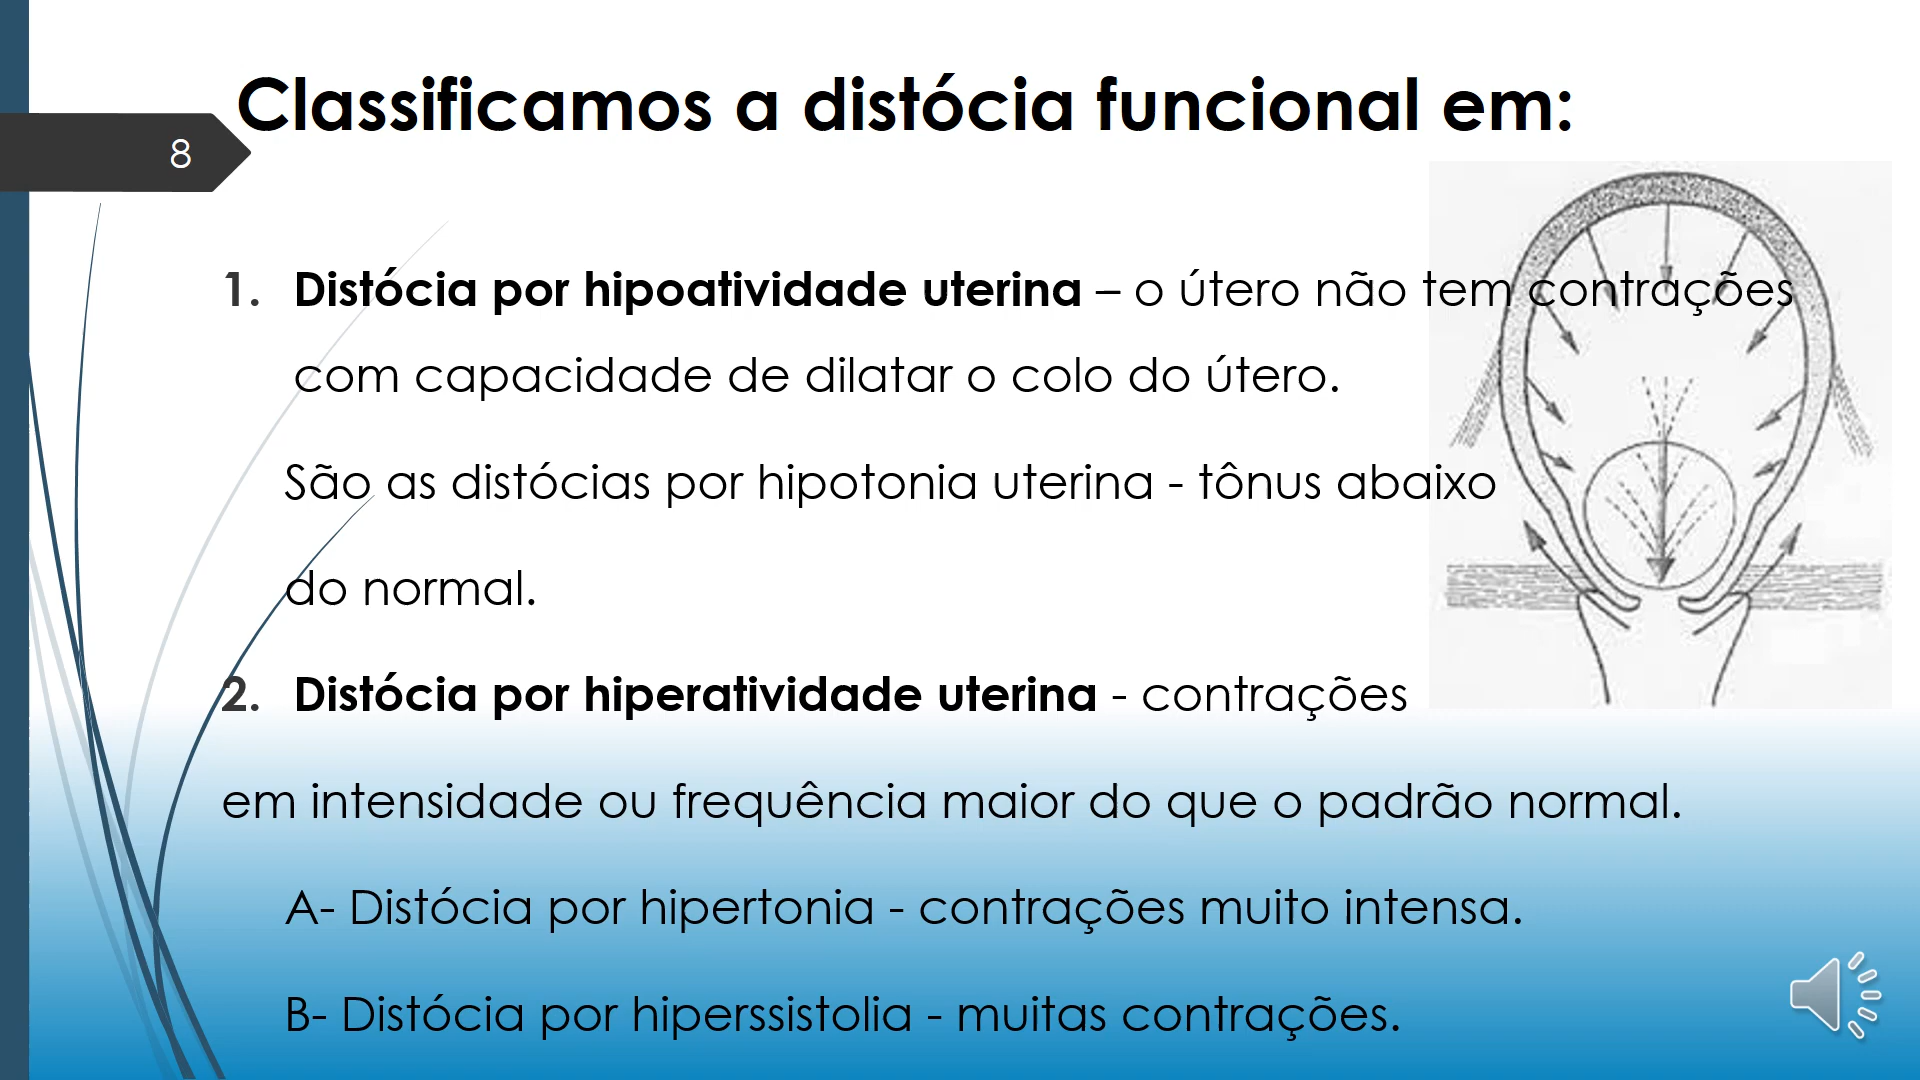 Classificamos a distócia funcional em:
8
1. Distócia por hipoatividade uterina – o útero não tem contrações
com capacidade de dilatar o colo do útero.
São as distócias por hipotonia uterina - tônus abaixo
do normal.
2. Distócia por hiperatividade uterina - contrações
em intensidade ou frequência maior do que o padrão normal.
A- Distócia por hipertonia - contrações muito intensa.
B- Distócia por hiperssistolia - muitas contrações.